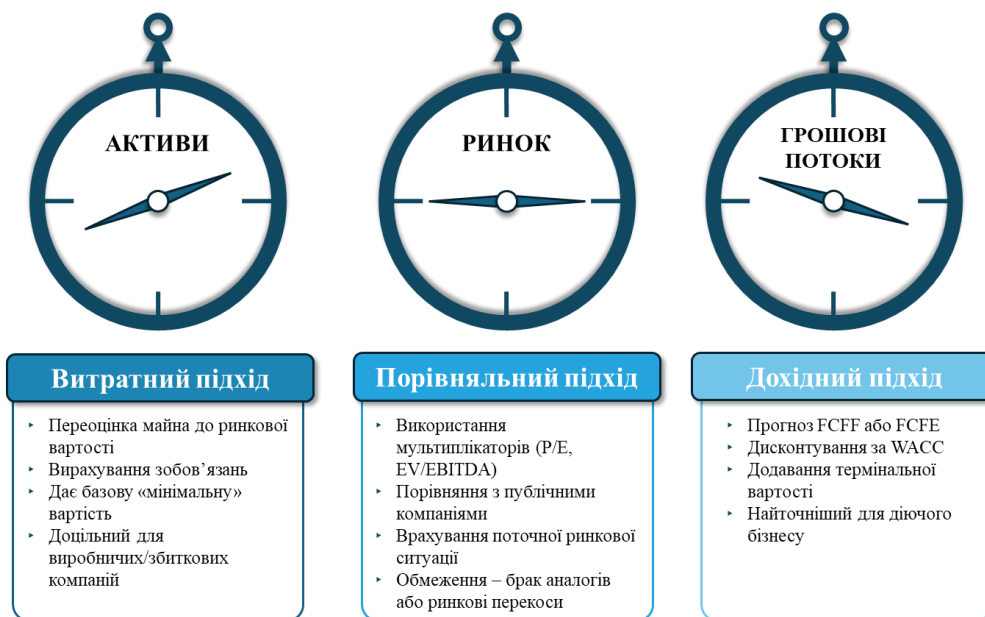 АКТИВИ
РИНОК
ГРОШОВІ
ПОТОКИ
Витратний підхід
‣ Переоцінка майна до ринкової
вартості
‣ Вирахування зобов’язань
‣ Дає базову «мінімальну»
вартість
‣ Доцільний для
виробничих/збиткових
компаній
Порівняльний підхід
‣ Використання
мультиплікаторів (P/E,
EV/EBITDA)
‣ Порівняння з публічними
компаніями
‣ Врахування поточної ринкової
ситуації
‣ Обмеження – брак аналогів
або ринкові перекоси
Дохідний підхід
‣ Прогноз FCFF або FCFE
‣ Дисконтування за WACC
‣ Додавання термінальної
вартості
‣ Найточніший для діючого
бізнесу